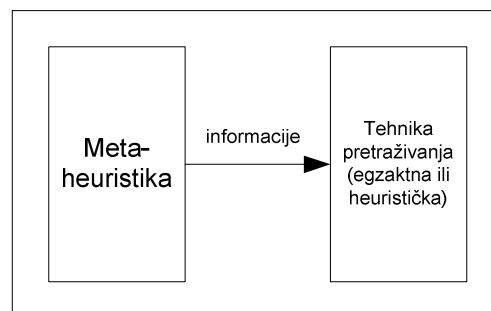 Meta-
heuristika
informacije
Tehnika
pretraživanja
(egzaktna ili
heuristička)